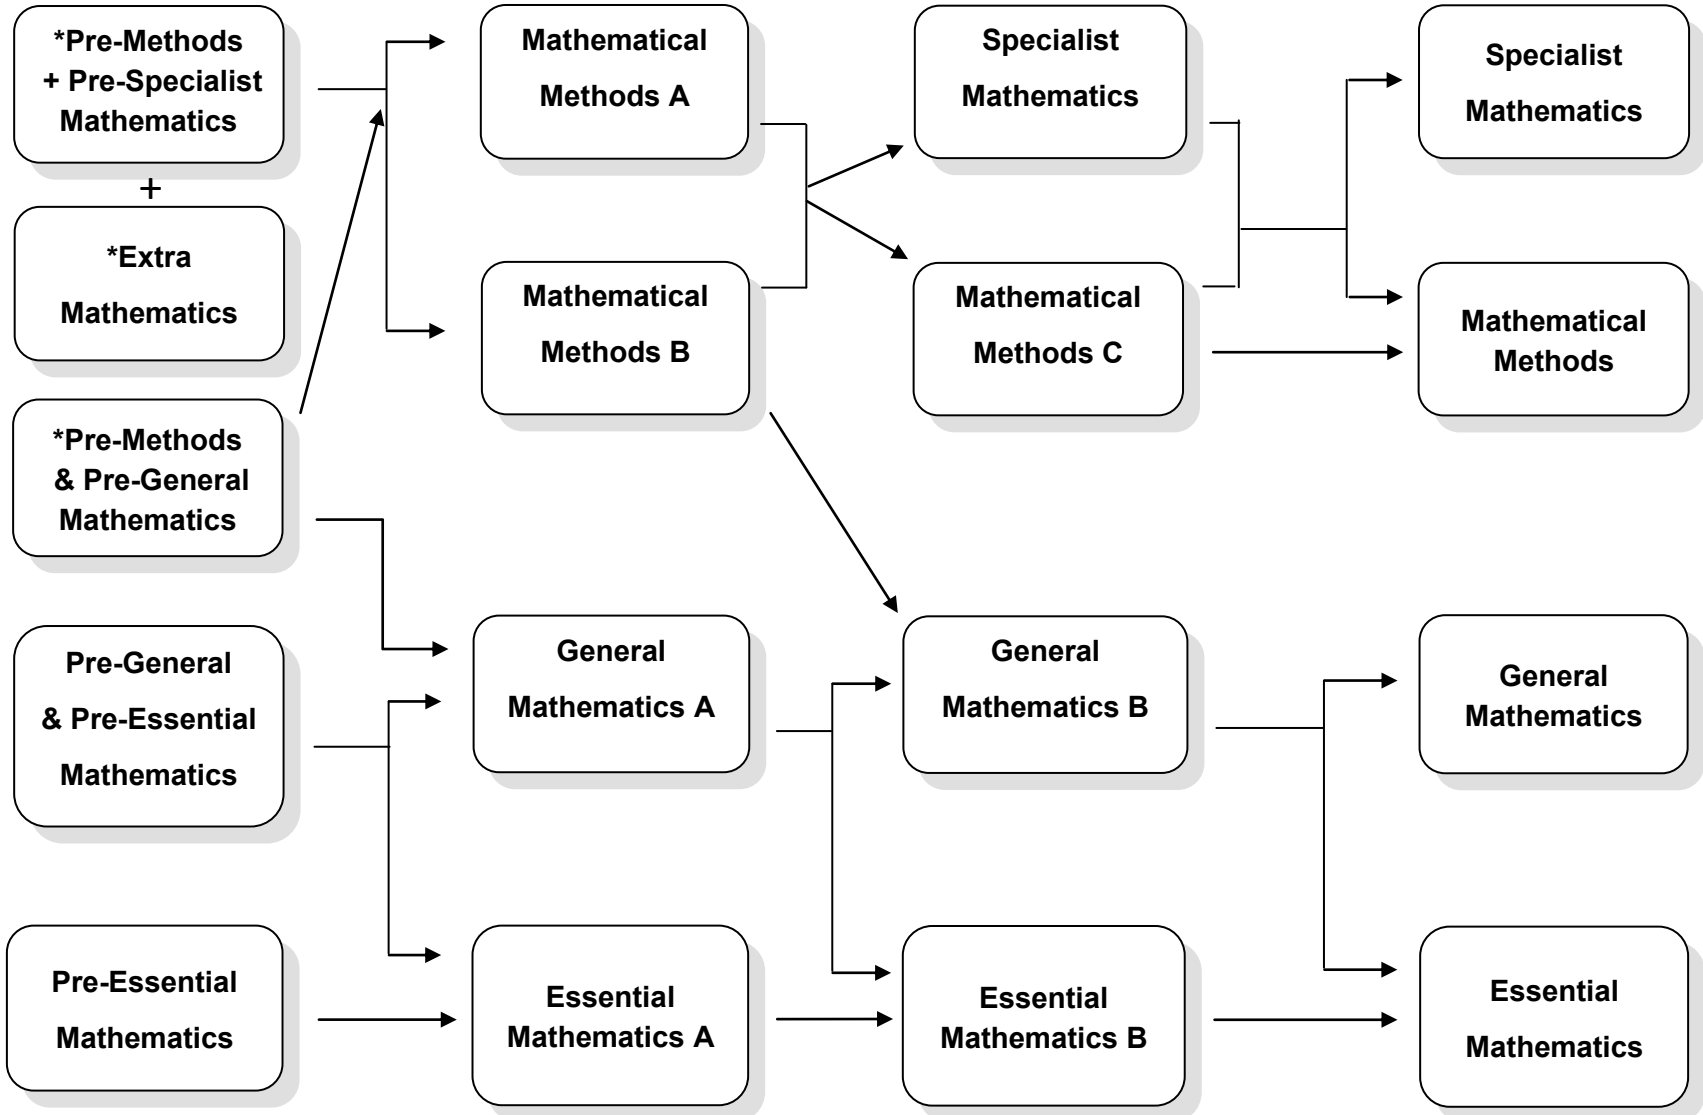 *Pre-Methods
+ Pre-Specialist
Mathematics
+
*Extra
Mathematics
*Pre-Methods
& Pre-General
Mathematics
Pre-General
& Pre-Essential
Mathematics
Pre-Essential
Mathematics
Mathematical
Methods A
Mathematical
Methods B
General
Mathematics A
Essential
Mathematics A
Specialist
Mathematics
Mathematical
Methods C
General
Mathematics B
Essential
Mathematics B
Specialist
Mathematics
Mathematical
Methods
General
Mathematics
Essential
Mathematics